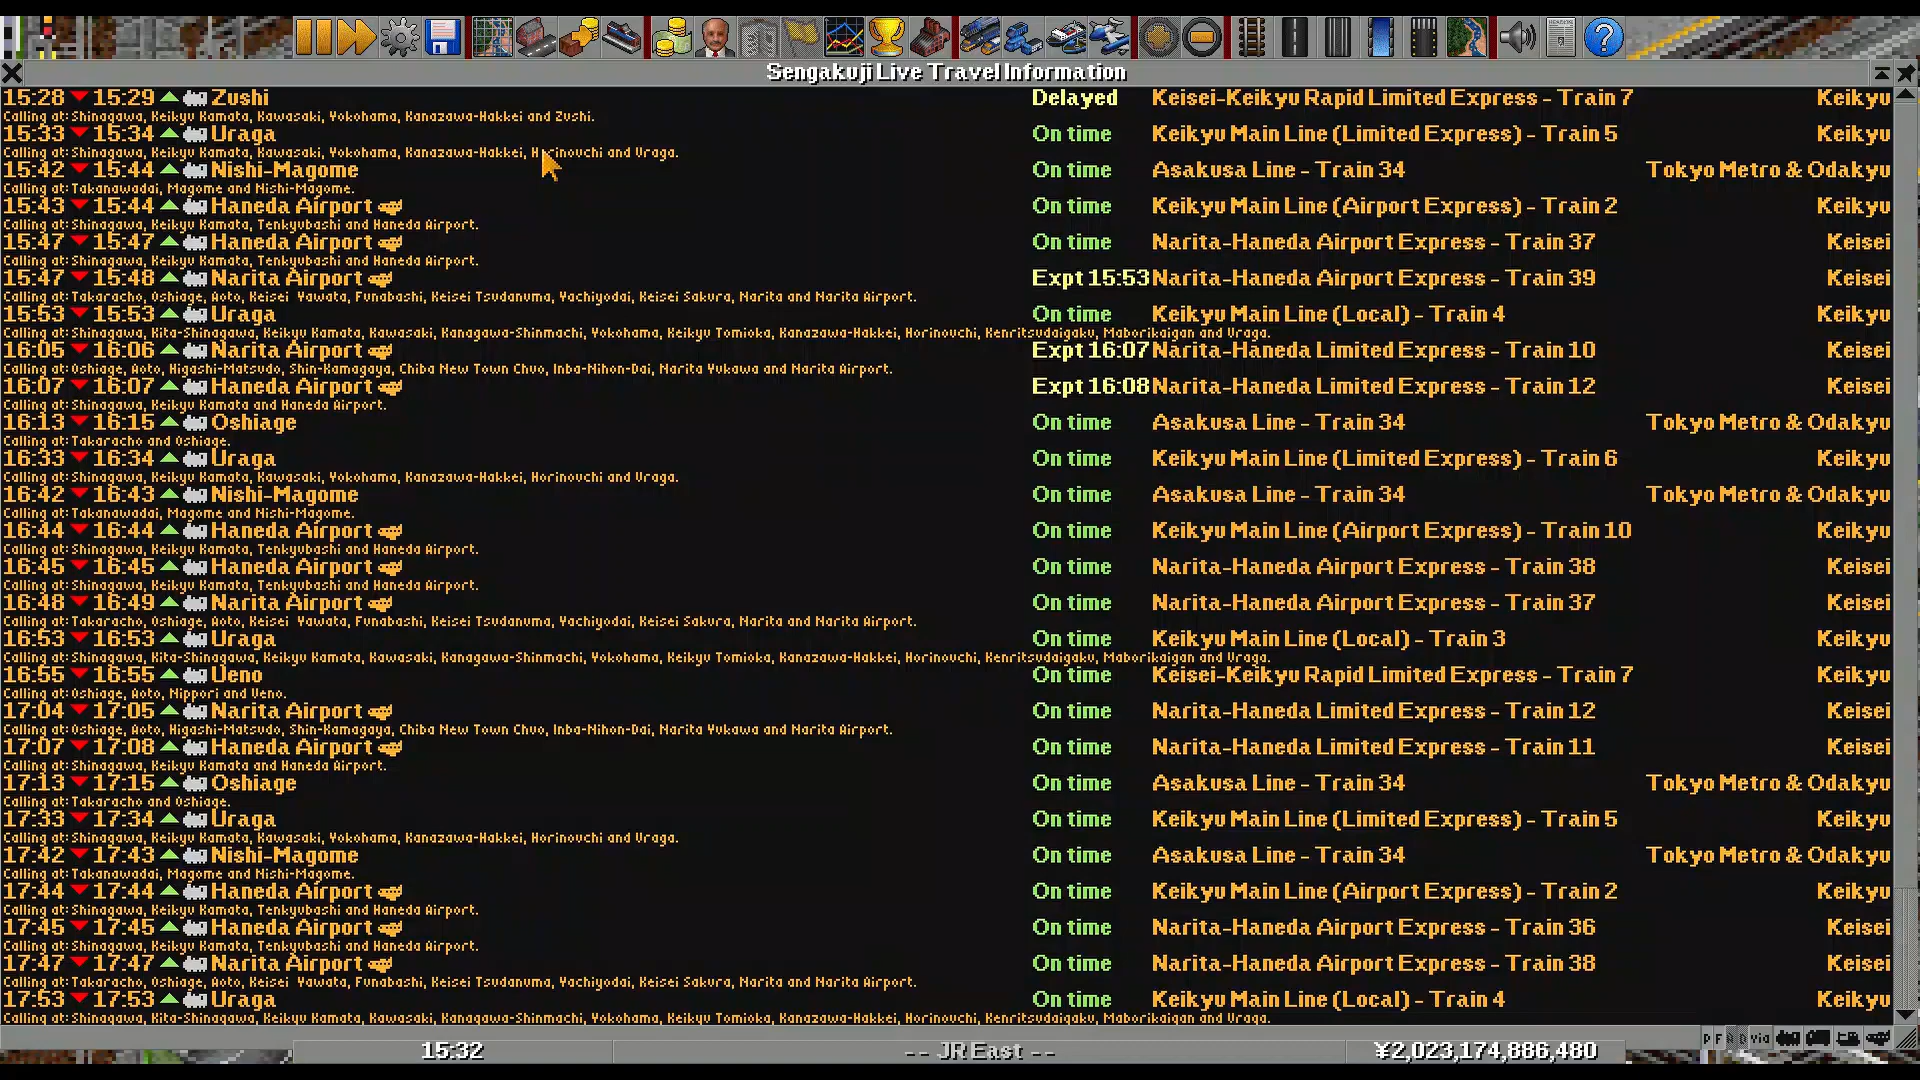 Sengakuji Live Travel Information
15:28 15:29 Zushi Delayed Keisei-Keikyu Rapid Limited Express - Train 7 Keikyu
Calling at: Shinagawa, Keikyu Kamata, Kawasaki, Yokohama, Kanazawa-Hakkei and Zushi.
15:33 15:34 Uraga On time Keikyu Main Line (Limited Express) - Train 5 Keikyu
Calling at: Shinagawa, Keikyu Kamata, Kawasaki, Yokohama, Kanazawa-Hakkei, Horinouchi and Uraga.
15:42 15:44 Nishi-Magome On time Asakusa Line - Train 34 Tokyo Metro & Odakyu
Calling at: Takanawadai, Magome and Nishi-Magome.
15:43 15:44 Haneda Airport On time Keikyu Main Line (Airport Express) - Train 2 Keikyu
Calling at: Shinagawa, Keikyu Kamata, Tenkyubashi and Haneda Airport.
15:47 15:47 Haneda Airport On time Narita-Haneda Airport Express - Train 37 Keisei
Calling at: Shinagawa, Keikyu Kamata, Tenkyubashi and Haneda Airport.
15:47 15:48 Narita Airport Expt 15:53 Narita-Haneda Airport Express - Train 39 Keisei
Calling at: Takaracho, Oshiage, Aoto, Keisei Yawata, Funabashi, Keisei Tsudanuma, Yachiyodai, Keisei Sakura, Narita and Narita Airport.
15:53 15:53 Uraga On time Keikyu Main Line (Local) - Train 4 Keikyu
Calling at: Shinagawa, Kita-Shinagawa, Keikyu Kamata, Kawasaki, Kanagawa-Shinmachi, Yokohama, Keikyu Tomioka, Kanazawa-Hakkei, Horinouchi, Kenritsudaigaku, Maborikaigan and Uraga.
16:05 16:06 Narita Airport Expt 16:07 Narita-Haneda Limited Express - Train 10 Keisei
Calling at: Oshiage, Aoto, Higashi-Matsudo, Shin-Kamagaya, Chiba New Town Chuo, Inba-Nihon-Dai, Narita Yukawa and Narita Airport.
16:07 16:07 Haneda Airport Expt 16:08 Narita-Haneda Limited Express - Train 12 Keisei
Calling at: Shinagawa, Keikyu Kamata and Haneda Airport.
16:13 16:15 Oshiage On time Asakusa Line - Train 34 Tokyo Metro & Odakyu
Calling at: Takaracho and Oshiage.
16:33 16:34 Uraga On time Keikyu Main Line (Limited Express) - Train 6 Keikyu
Calling at: Shinagawa, Keikyu Kamata, Kawasaki, Yokohama, Kanazawa-Hakkei, Horinouchi and Uraga.
16:42 16:43 Nishi-Magome On time Asakusa Line - Train 34 Tokyo Metro & Odakyu
Calling at: Takanawadai, Magome and Nishi-Magome.
16:44 16:44 Haneda Airport On time Keikyu Main Line (Airport Express) - Train 10 Keikyu
Calling at: Shinagawa, Keikyu Kamata, Tenkyubashi and Haneda Airport.
16:45 16:45 Haneda Airport On time Narita-Haneda Airport Express - Train 38 Keisei
Calling at: Shinagawa, Keikyu Kamata, Tenkyubashi and Haneda Airport.
16:48 16:49 Narita Airport On time Narita-Haneda Airport Express - Train 37 Keisei
Calling at: Takaracho, Oshiage, Aoto, Keisei Yawata, Funabashi, Keisei Tsudanuma, Yachiyodai, Keisei Sakura, Narita and Narita Airport.
16:53 16:53 Uraga On time Keikyu Main Line (Local) - Train 3 Keikyu
Calling at: Shinagawa, Kita-Shinagawa, Keikyu Kamata, Kawasaki, Kanagawa-Shinmachi, Yokohama, Keikyu Tomioka, Kanazawa-Hakkei, Horinouchi, Kenritsudaigaku, Maborikaigan and Uraga.
16:55 16:55 Ueno On time Keisei-Keikyu Rapid Limited Express - Train 7 Keikyu
Calling at: Oshiage, Aoto, Nippori and Ueno.
17:04 17:05 Narita Airport On time Narita-Haneda Limited Express - Train 12 Keisei
Calling at: Oshiage, Aoto, Higashi-Matsudo, Shin-Kamagaya, Chiba New Town Chuo, Inba-Nihon-Dai, Narita Yukawa and Narita Airport.
17:07 17:08 Haneda Airport On time Narita-Haneda Limited Express - Train 11 Keisei
Calling at: Shinagawa, Keikyu Kamata and Haneda Airport.
17:13 17:15 Oshiage On time Asakusa Line - Train 34 Tokyo Metro & Odakyu
Calling at: Takaracho and Oshiage.
17:33 17:34 Uraga On time Keikyu Main Line (Limited Express) - Train 5 Keikyu
Calling at: Shinagawa, Keikyu Kamata, Kawasaki, Yokohama, Kanazawa-Hakkei, Horinouchi and Uraga.
17:42 17:43 Nishi-Magome On time Asakusa Line - Train 34 Tokyo Metro & Odakyu
Calling at: Takanawadai, Magome and Nishi-Magome.
17:44 17:44 Haneda Airport On time Keikyu Main Line (Airport Express) - Train 2 Keikyu
Calling at: Shinagawa, Keikyu Kamata, Tenkyubashi and Haneda Airport.
17:45 17:45 Haneda Airport On time Narita-Haneda Airport Express - Train 36 Keisei
Calling at: Shinagawa, Keikyu Kamata, Tenkyubashi and Haneda Airport.
17:47 17:47 Narita Airport On time Narita-Haneda Airport Express - Train 38 Keisei
Calling at: Takaracho, Oshiage, Aoto, Keisei Yawata, Funabashi, Keisei Tsudanuma, Yachiyodai, Keisei Sakura, Narita and Narita Airport.
17:53 17:53 Uraga On time Keikyu Main Line (Local) - Train 4 Keikyu
Calling at: Shinagawa, Kita-Shinagawa, Keikyu Kamata, Kawasaki, Kanagawa-Shinmachi, Yokohama, Keikyu Tomioka, Kanazawa-Hakkei, Horinouchi, Kenritsudaigaku, Maborikaigan and Uraga.
P F A D via
15:32 -- JR East -- ¥2,023,174,886,480